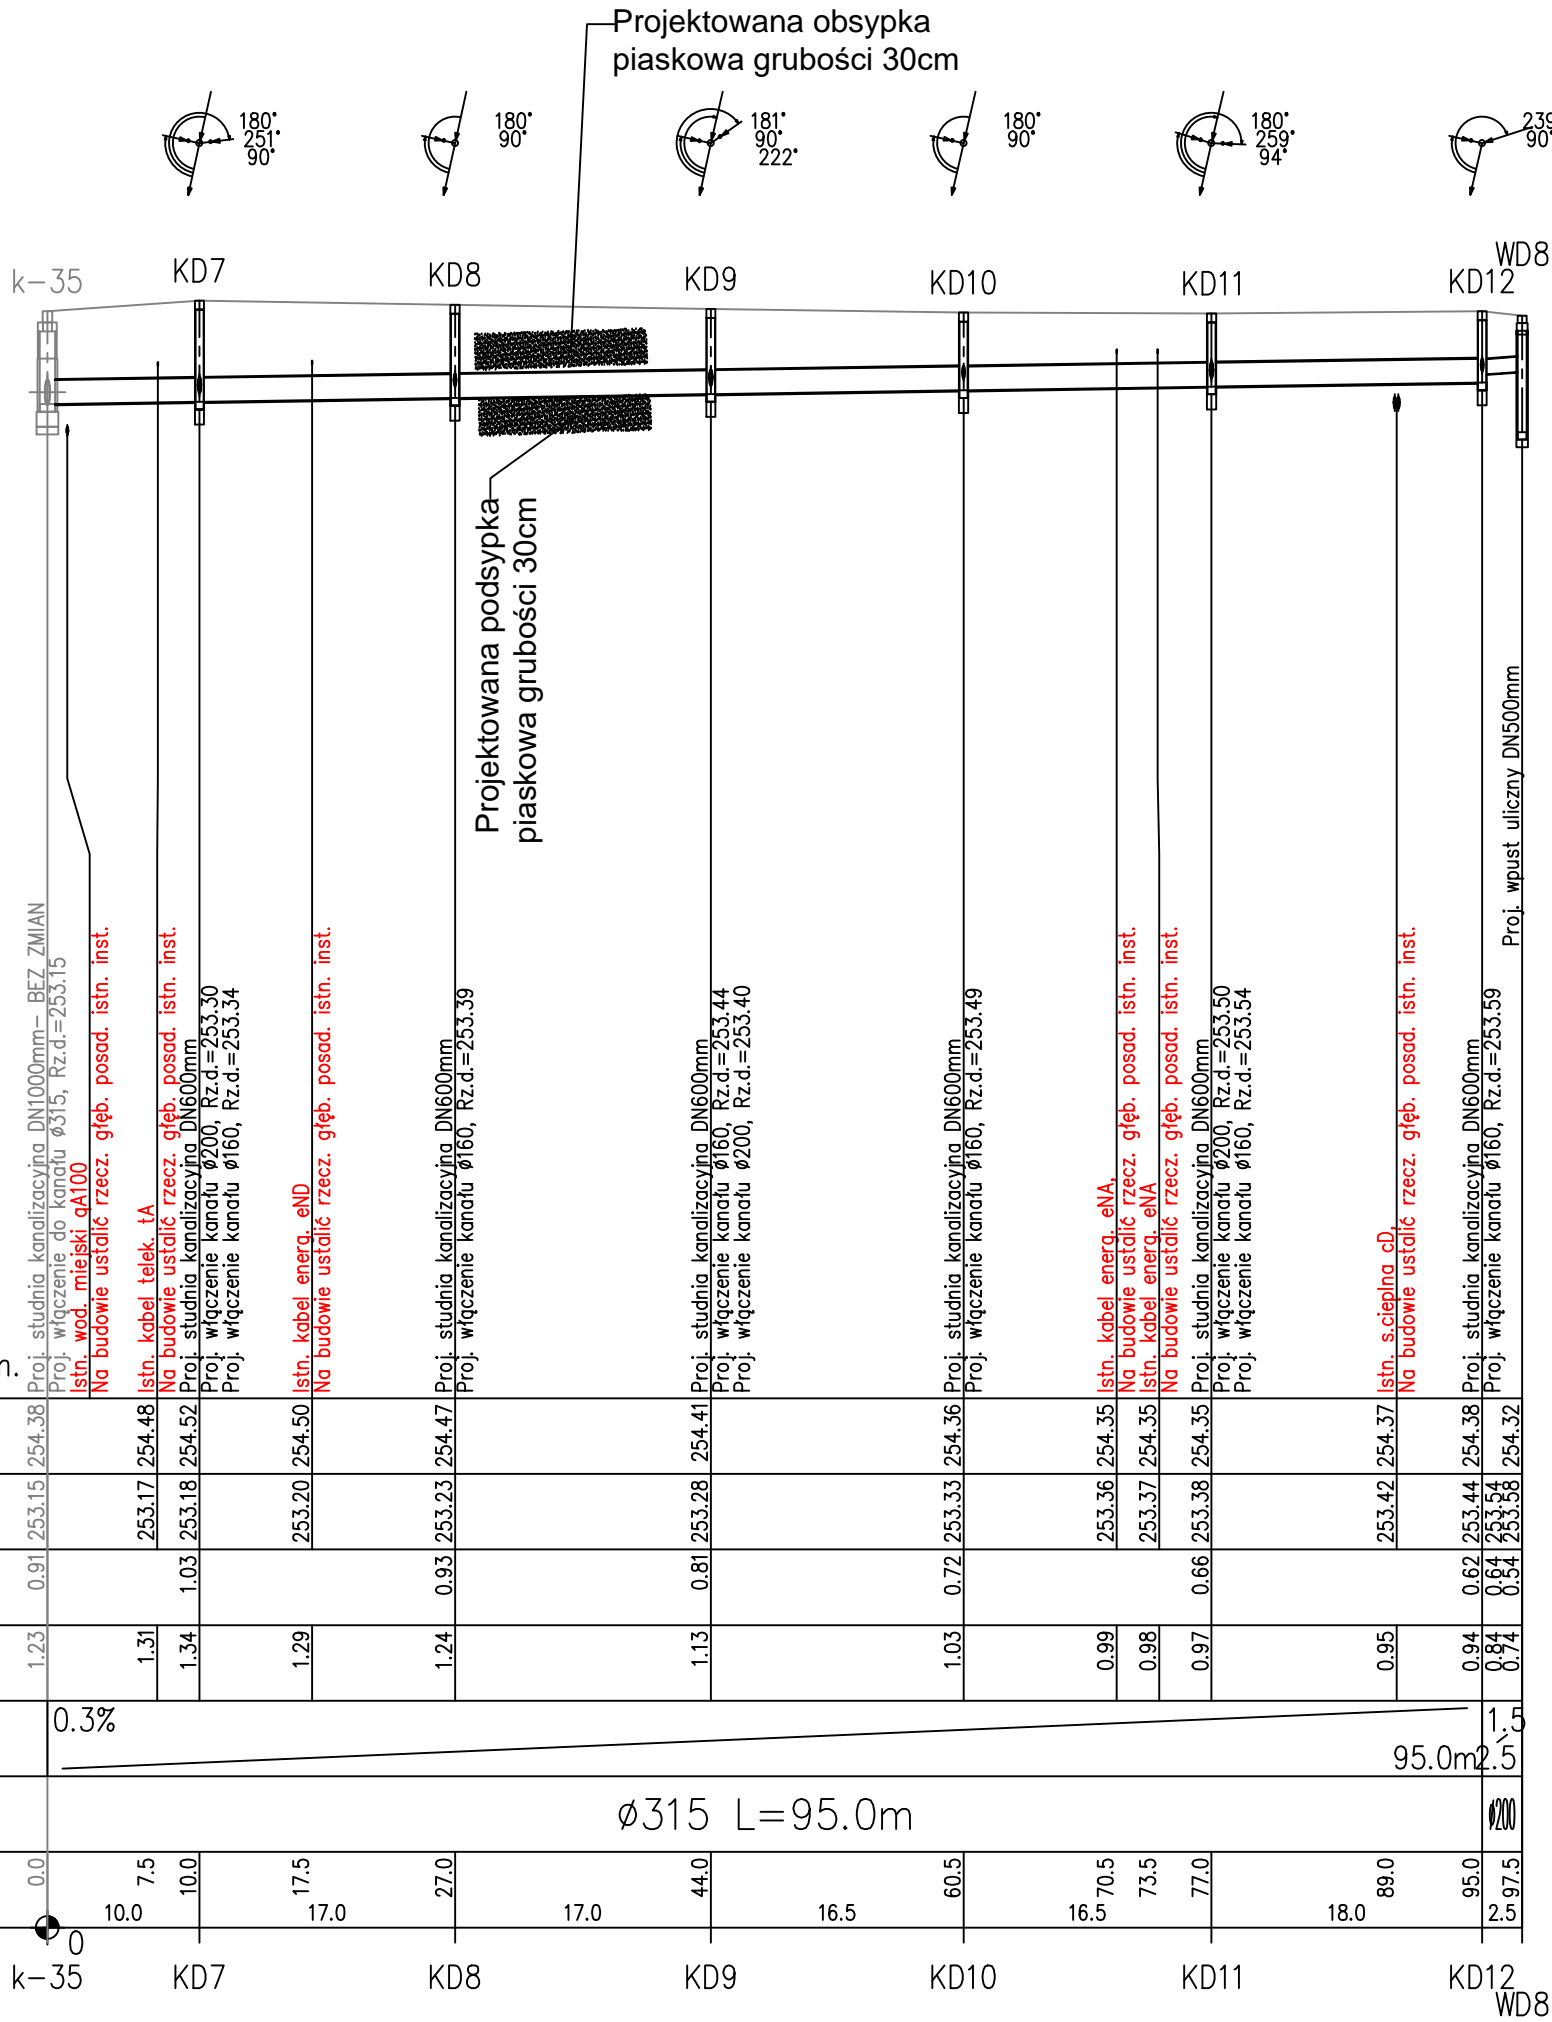 Projektowana obsypka
piaskowa grubości 30cm
180°
251°
90°
180°
90°
181°
90°
222°
180°
90°
180°
259°
94°
239
90°
k-35
KD7
KD8
KD9
KD10
KD11
KD12
WD8
Projektowana podsypka
piaskowa grubości 30cm
Proj. studnia kanalizacyjna DN1000mm- BEZ ZMIAN
Proj. włączenie do kanału ø315, Rz.d.=253.15
Istn. wod. miejski qA100
Na budowie ustalić rzecz. głęb. posad. istn. inst.
Istn. kabel telek. tA
Na budowie ustalić rzecz. głęb. posad. istn. inst.
Proj. studnia kanalizacyjna DN600mm
Proj. włączenie kanału ø200, Rz.d.=253.30
Proj. włączenie kanału ø160, Rz.d.=253.34
Istn. kabel energ. eND
Na budowie ustalić rzecz. głęb. posad. istn. inst.
Proj. studnia kanalizacyjna DN600mm
Proj. włączenie kanału ø160, Rz.d.=253.39
Proj. studnia kanalizacyjna DN600mm
Proj. włączenie kanału ø160, Rz.d.=253.44
Proj. włączenie kanału ø200, Rz.d.=253.40
Proj. studnia kanalizacyjna DN600mm
Proj. włączenie kanału ø160, Rz.d.=253.49
Istn. kabel energ. eNA,
Na budowie ustalić rzecz. głęb. posad. istn. inst.
Istn. kabel energ. eNA
Na budowie ustalić rzecz. głęb. posad. istn. inst.
Proj. studnia kanalizacyjna DN600mm
Proj. włączenie kanału ø200, Rz.d.=253.50
Proj. włączenie kanału ø160, Rz.d.=253.54
Istn. s.cieplna cD,
Na budowie ustalić rzecz. głęb. posad. istn. inst.
Proj. studnia kanalizacyjna DN600mm
Proj. włączenie kanału ø160, Rz.d.=253.59
Proj. wpust uliczny DN500mm
n.
254.38 254.48 254.52 254.50 254.47 254.41 254.36 254.35 254.35 254.35 254.37 254.38 254.32
253.15 253.17 253.18 253.20 253.23 253.28 253.33 253.36 253.37 253.38 253.42 253.44 253.54 253.58
0.91 1.03 0.93 0.81 0.72 0.66 0.62 0.64 0.54
1.23 1.31 1.34 1.29 1.24 1.13 1.03 0.99 0.98 0.97 0.95 0.94 0.84 0.74
0.3% 1.5
95.0m 2.5
ø315 L=95.0m ø200
0.0 7.5 10.0 17.5 27.0 44.0 60.5 70.5 73.5 77.0 89.0 95.0 97.5
10.0 17.0 17.0 16.5 16.5 18.0 2.5
0
k-35
KD7
KD8
KD9
KD10
KD11
KD12
WD8